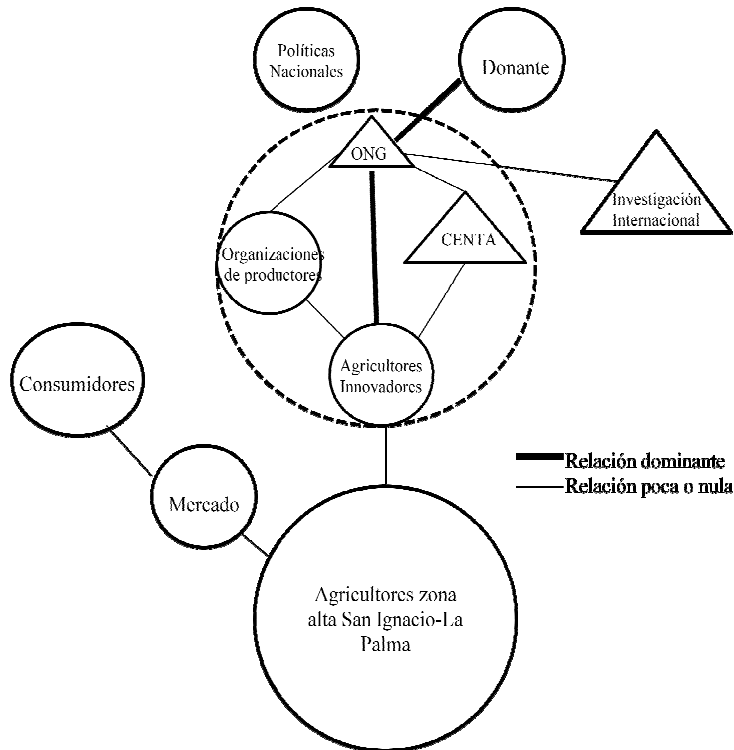 Políticas
Nacionales
Donante
ONG
Investigación
Internacional
Organizaciones
de productores
CENTA
Agricultores
Innovadores
Consumidores
Mercado
Relación dominante
Relación poca o nula
Agricultores zona
alta San Ignacio-La
Palma